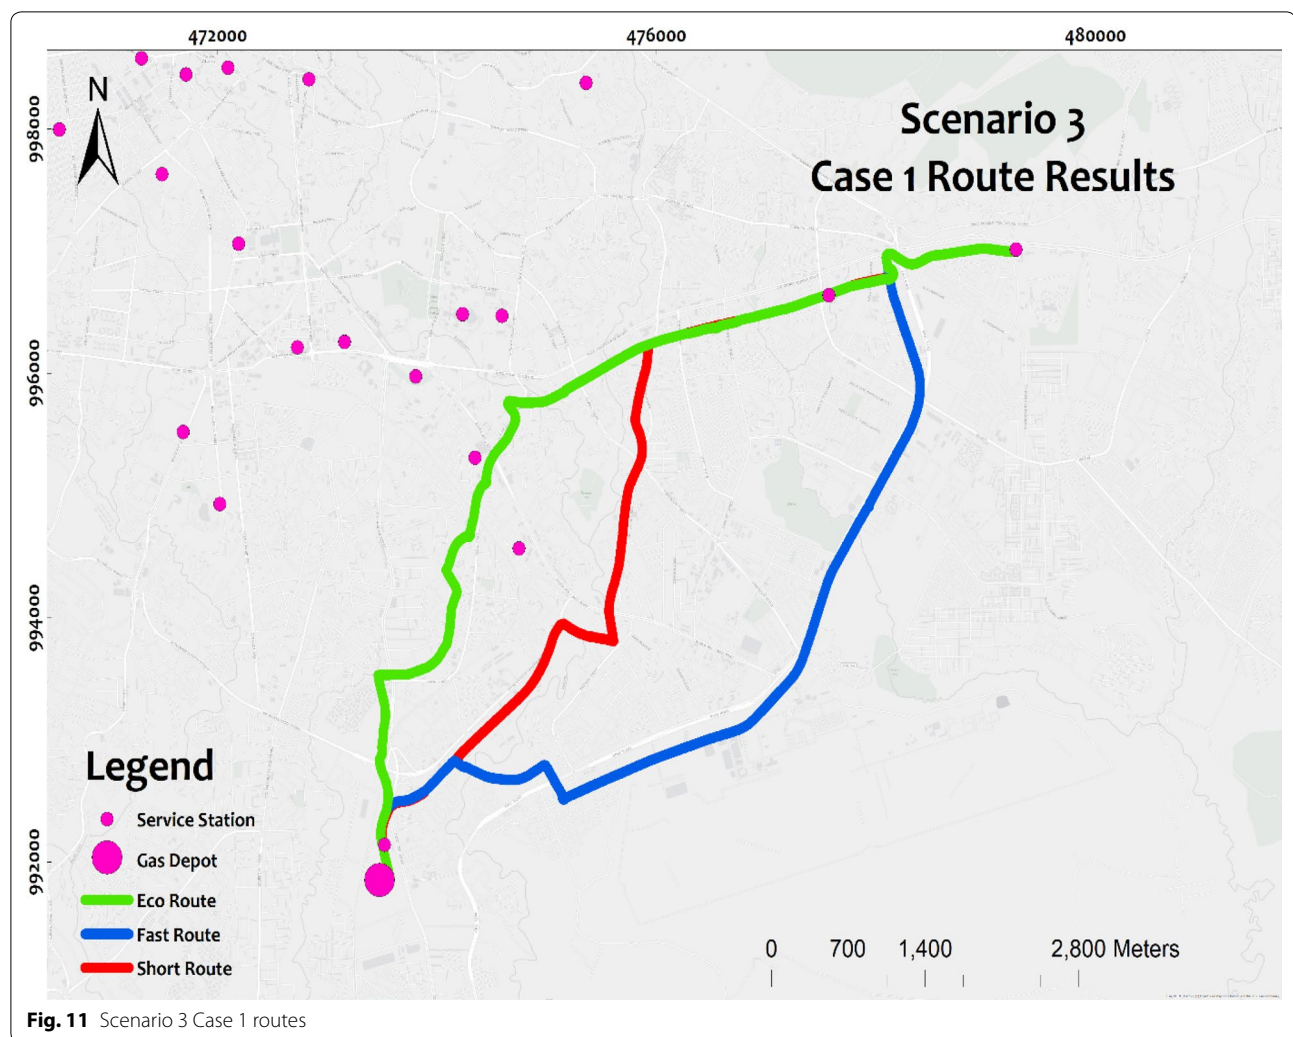 472000 476000 480000
N
998000
996000
994000
992000
Scenario 3
Case 1 Route Results
Legend
Service Station
Gas Depot
Eco Route
Fast Route
Short Route
0 700 1,400 2,800 Meters
Fig. 11 Scenario 3 Case 1 routes